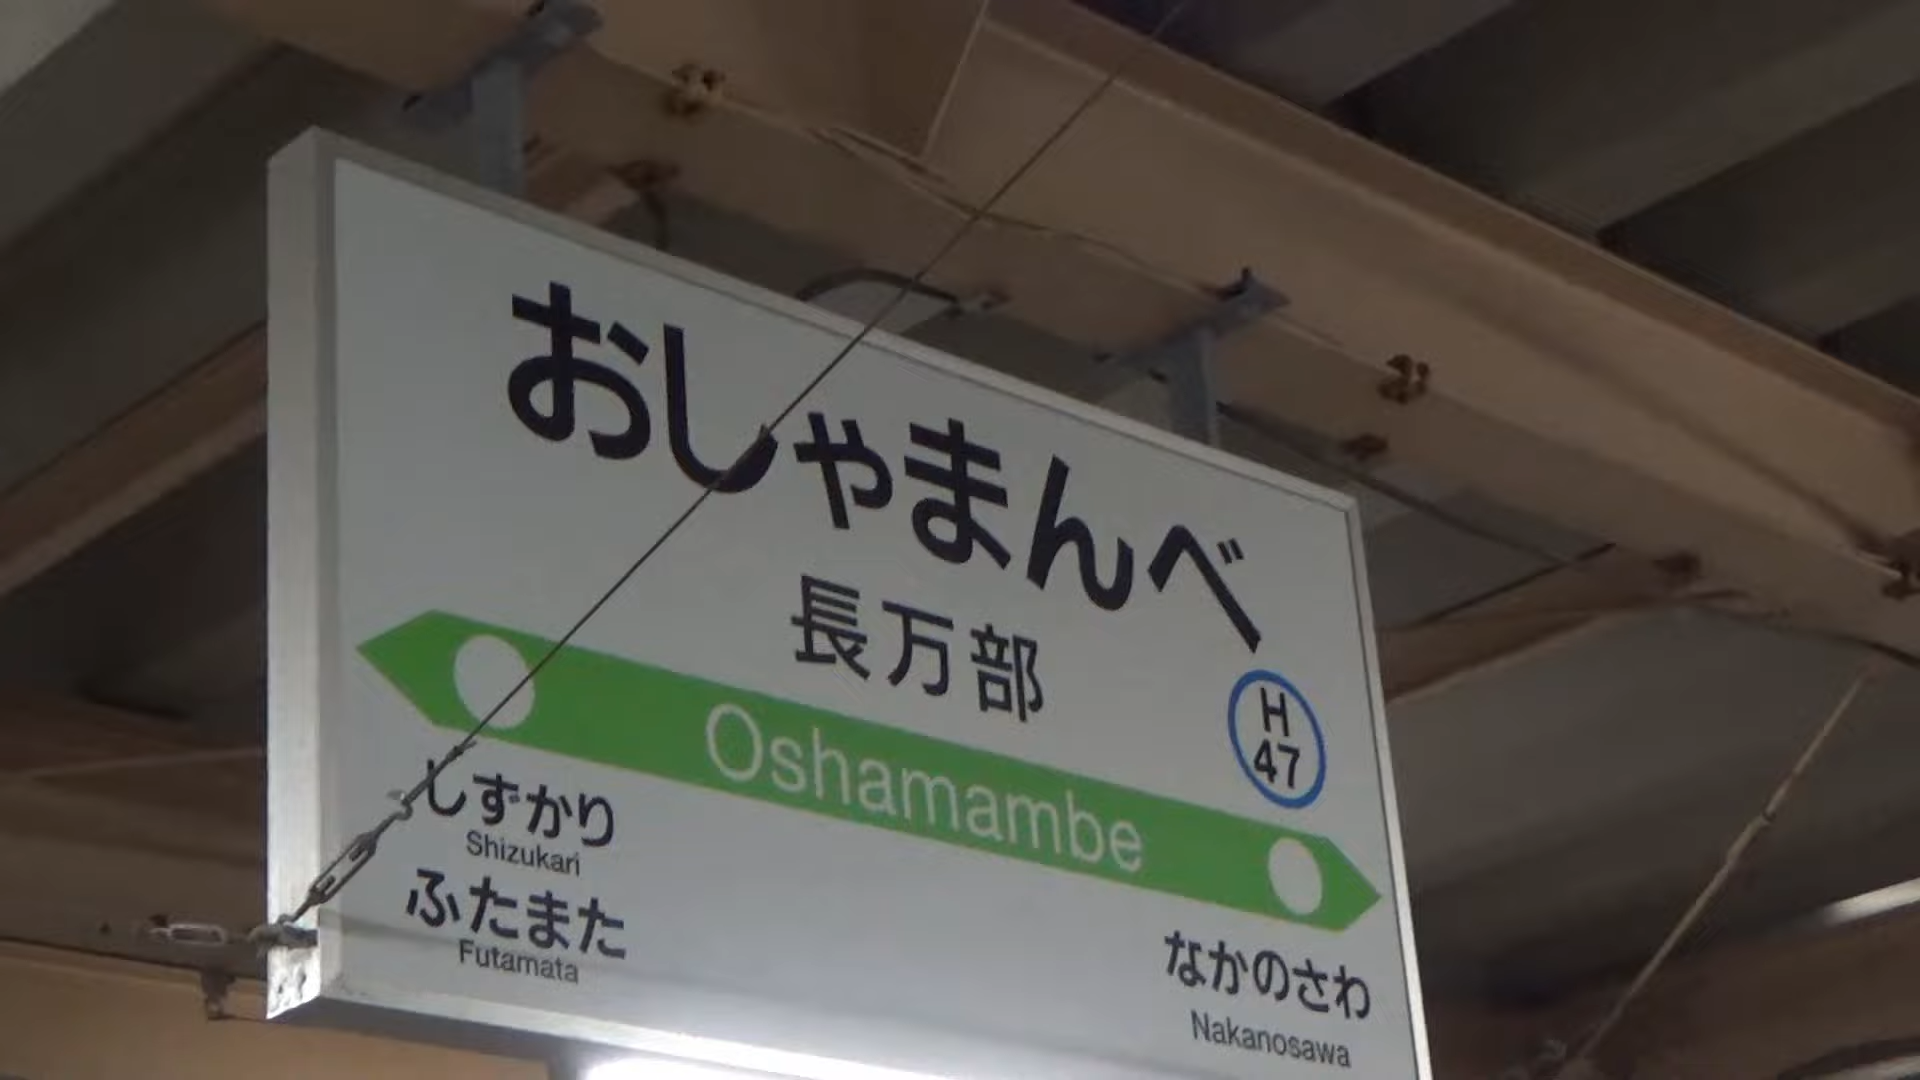 おしゃまんべ
長万部
H
47
Oshamambe
しずかり
Shizukari
ふたまた
Futamata
なかのさわ
Nakanosawa